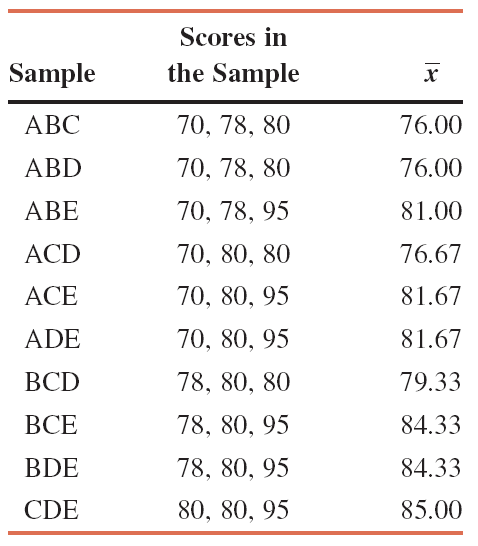 Scores in
Sample the Sample x̅
ABC 70, 78, 80 76.00
ABD 70, 78, 80 76.00
ABE 70, 78, 95 81.00
ACD 70, 80, 80 76.67
ACE 70, 80, 95 81.67
ADE 70, 80, 95 81.67
BCD 78, 80, 80 79.33
BCE 78, 80, 95 84.33
BDE 78, 80, 95 84.33
CDE 80, 80, 95 85.00